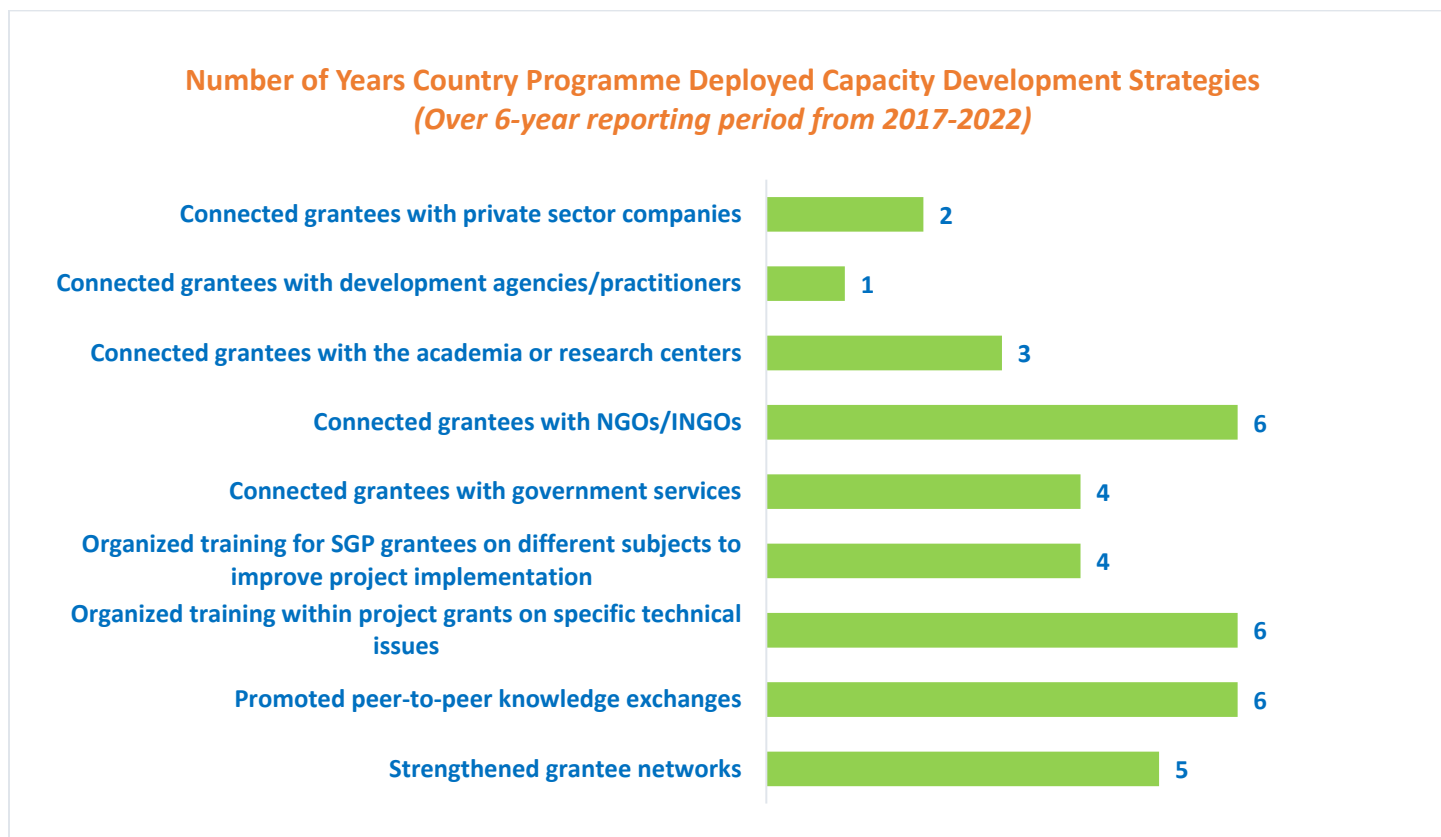 Number of Years Country Programme Deployed Capacity Development Strategies
(Over 6-year reporting period from 2017-2022)
Connected grantees with private sector companies 2
Connected grantees with development agencies/practitioners 1
Connected grantees with the academia or research centers 3
Connected grantees with NGOs/INGOs 6
Connected grantees with government services 4
Organized training for SGP grantees on different subjects to
improve project implementation 4
Organized training within project grants on specific technical
issues 6
Promoted peer-to-peer knowledge exchanges 6
Strengthened grantee networks 5